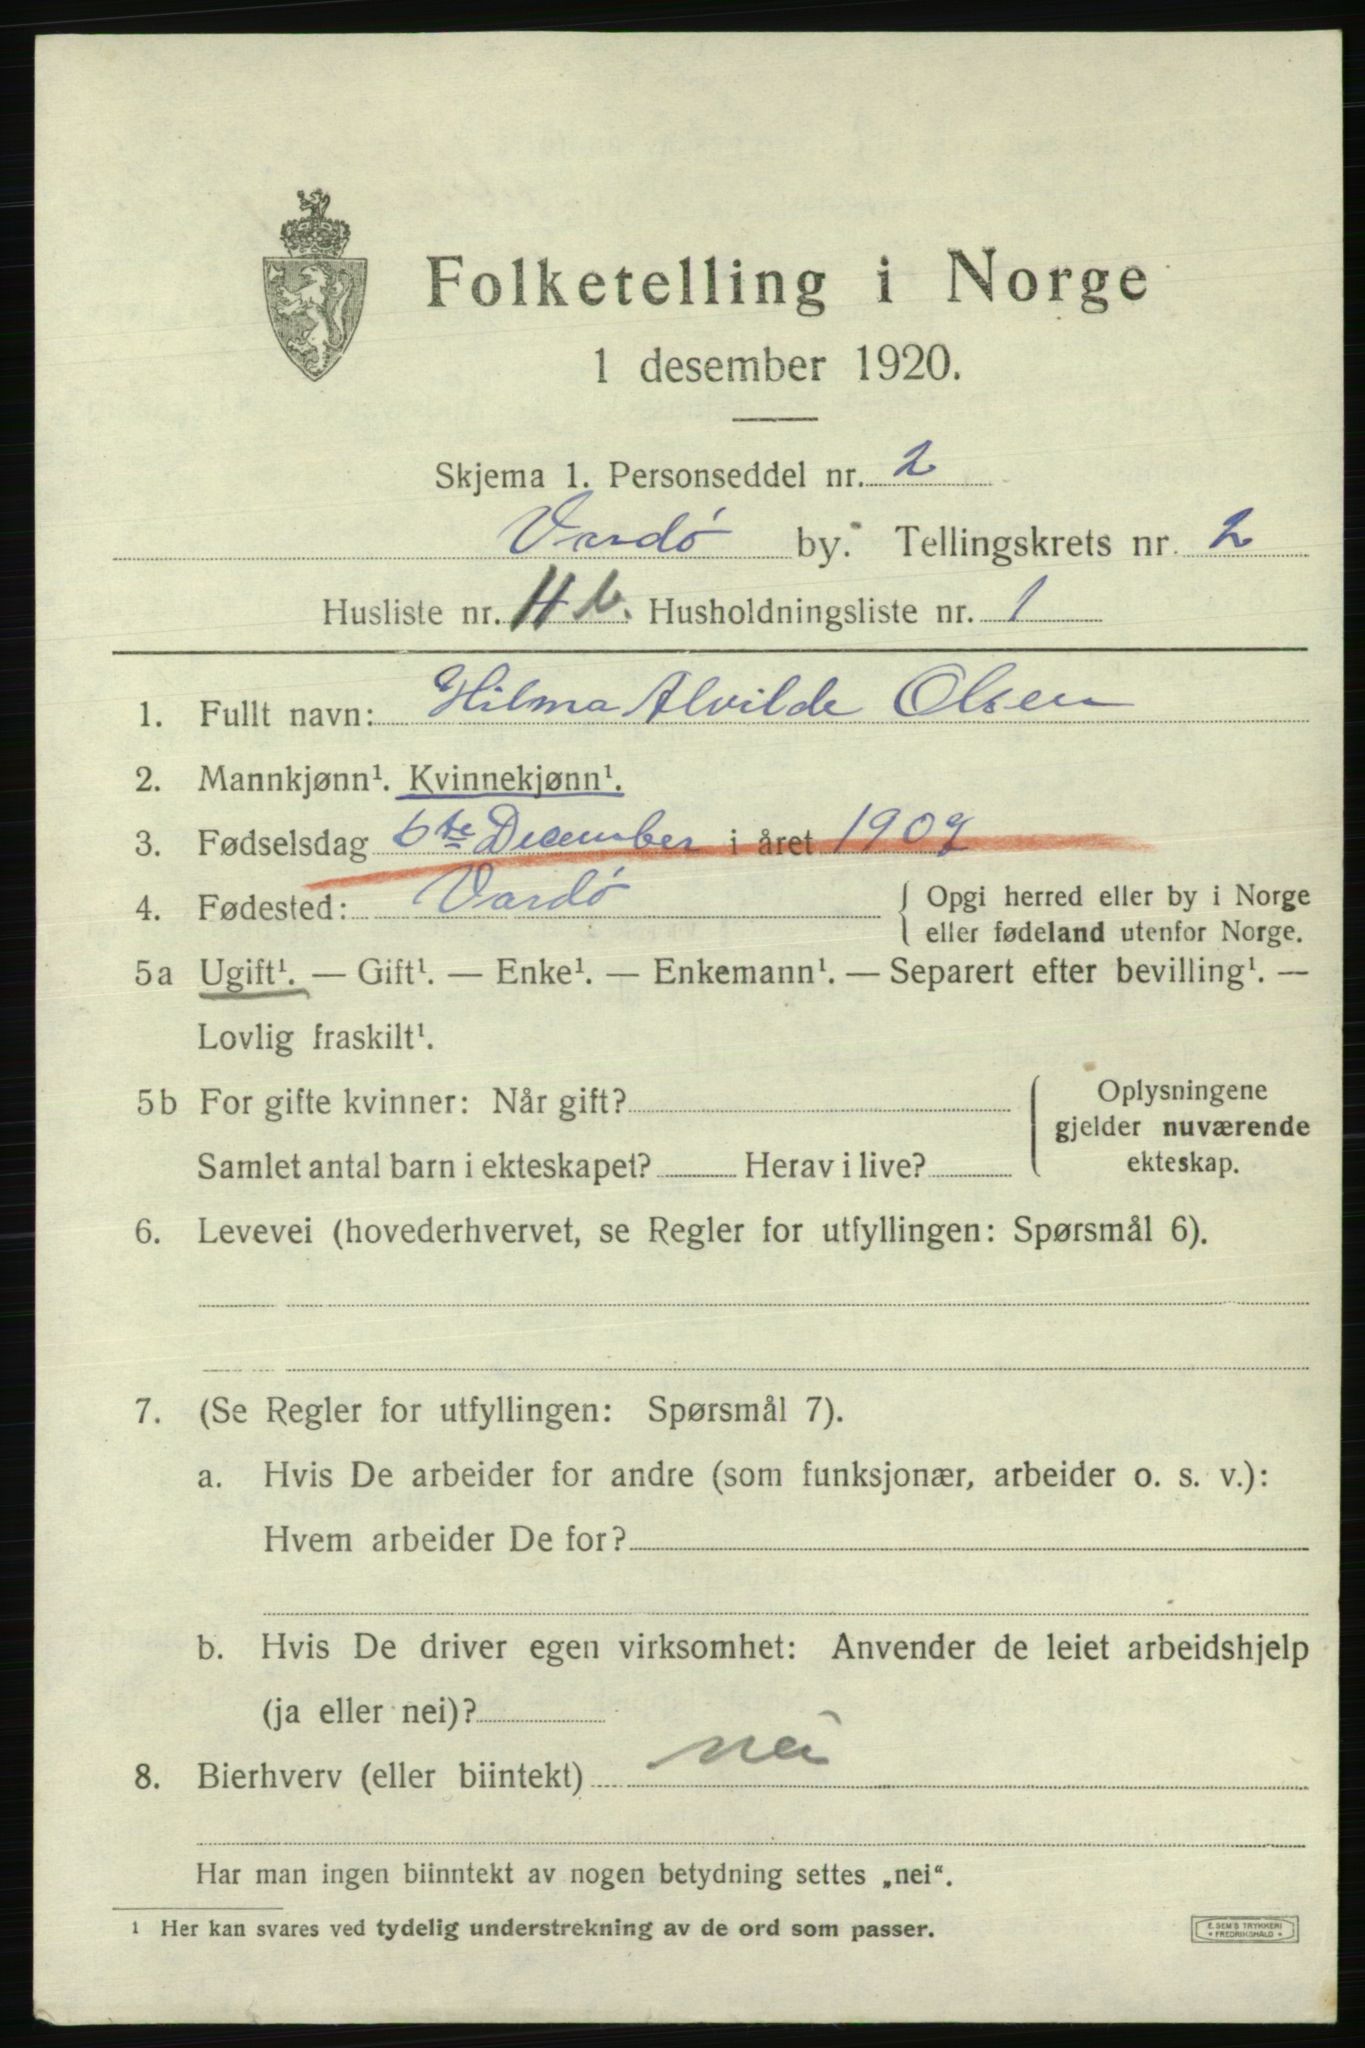 Folketelling i Norge
1 desember 1920.
Skjema 1. Personseddel nr. 2
Vardö by. Tellingskrets nr. 2
Husliste nr. Husholdningsliste nr. 1
1. Fullt navn: Hilma Alvilde Olsen
2. Mannkjønn¹. Kvinnekjønn¹.
3. Fødselsdag 6te December i året 1909
4. Fødested: Vardö { Opgi herred eller by i Norge
eller fødeland utenfor Norge.
5a Ugift¹. — Gift¹. — Enke¹. — Enkemann¹. — Separert efter bevilling¹. —
Lovlig fraskilt¹.
5b For gifte kvinner: Når gift? { Oplysningene
gjelder nuværende
Samlet antal barn i ekteskapet? Herav i live? ekteskap.
6. Levevei (hovederhvervet, se Regler for utfyllingen: Spørsmål 6).
7. (Se Regler for utfyllingen: Spørsmål 7).
a. Hvis De arbeider for andre (som funksjonær, arbeider o. s. v.):
Hvem arbeider De for?
b. Hvis De driver egen virksomhet: Anvender de leiet arbeidshjelp
(ja eller nei)?
8. Bierhverv (eller biintekt) nei
Har man ingen biinntekt av nogen betydning settes „nei“.
¹ Her kan svares ved tydelig understrekning av de ord som passer.
E. SEM'S TRYKKERI
* FREDRIKSHALD *